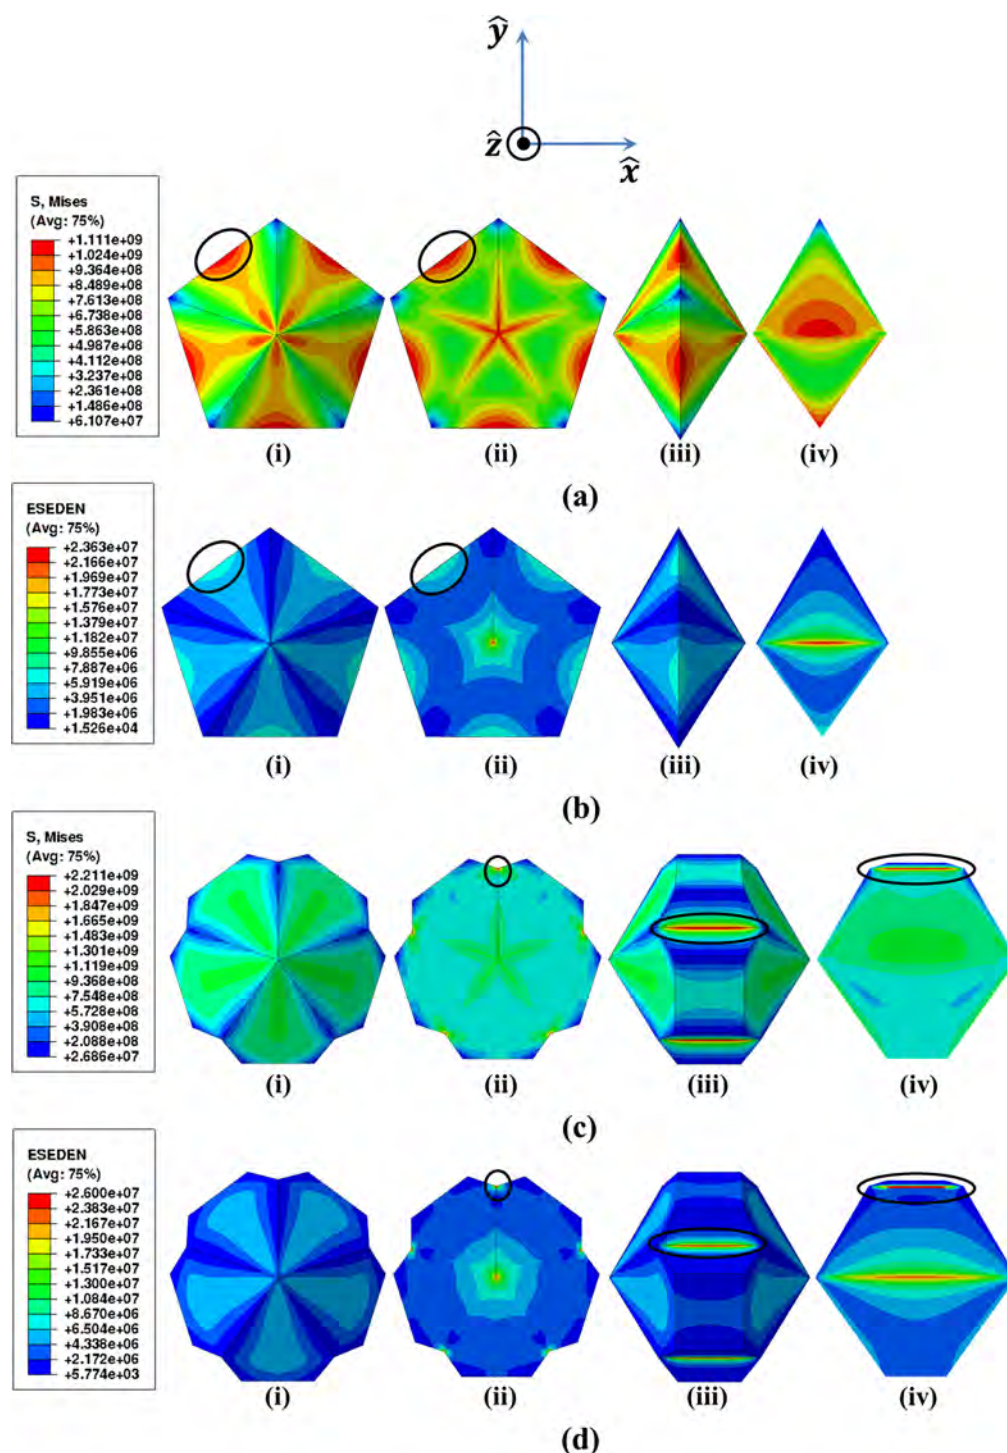 ŷ
ẑ
x̂
S, Mises
(Avg: 75%)
+1.111e+09
+1.024e+09
+9.364e+08
+8.489e+08
+7.613e+08
+6.738e+08
+5.863e+08
+4.987e+08
+4.112e+08
+3.237e+08
+2.361e+08
+1.486e+08
+6.107e+07
(i) (ii) (iii) (iv)
(a)
ESEDEN
(Avg: 75%)
+2.363e+07
+2.166e+07
+1.969e+07
+1.773e+07
+1.576e+07
+1.379e+07
+1.182e+07
+9.855e+06
+7.887e+06
+5.919e+06
+3.951e+06
+1.983e+06
+1.526e+04
(i) (ii) (iii) (iv)
(b)
S, Mises
(Avg: 75%)
+2.211e+09
+2.029e+09
+1.847e+09
+1.665e+09
+1.483e+09
+1.301e+09
+1.119e+09
+9.368e+08
+7.548e+08
+5.728e+08
+3.908e+08
+2.088e+08
+2.686e+07
(i) (ii) (iii) (iv)
(c)
ESEDEN
(Avg: 75%)
+2.600e+07
+2.383e+07
+2.167e+07
+1.950e+07
+1.733e+07
+1.517e+07
+1.300e+07
+1.084e+07
+8.670e+06
+6.504e+06
+4.338e+06
+2.172e+06
+5.774e+03
(i) (ii) (iii) (iv)
(d)